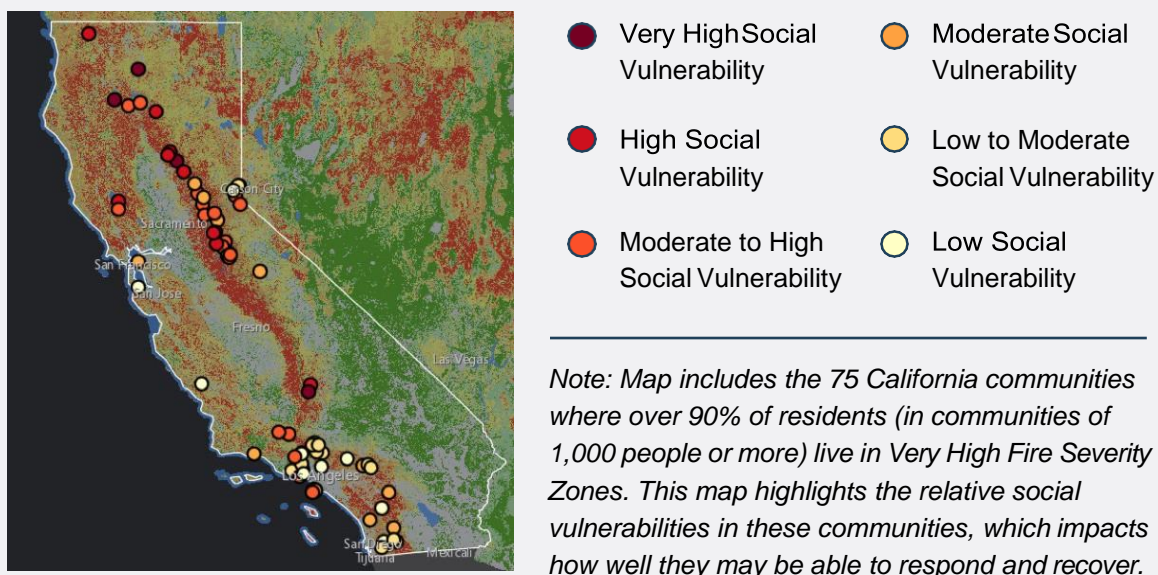 Very High Social
Vulnerability
High Social
Vulnerability
Moderate to High
Social Vulnerability
Moderate Social
Vulnerability
Low to Moderate
Social Vulnerability
Low Social
Vulnerability
Note: Map includes the 75 California communities
where over 90% of residents (in communities of
1,000 people or more) live in Very High Fire Severity
Zones. This map highlights the relative social
vulnerabilities in these communities, which impacts
how well they may be able to respond and recover.
Carson City
Sacramento
San Francisco
San Jose
Fresno
Las Vegas
Los Angeles
San Diego
Tijuana
Mexicali